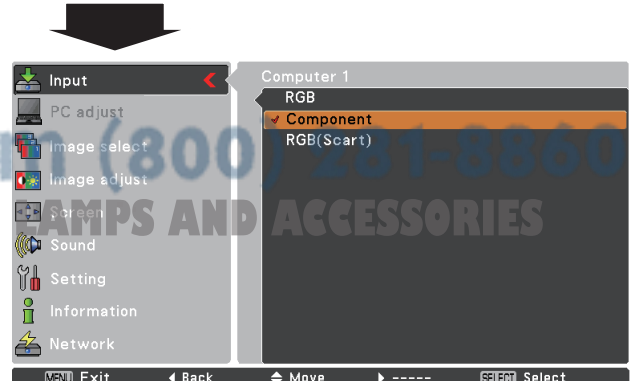 Input
PC adjust
Image select
Image adjust
Screen
Sound
Setting
Information
Network
Computer 1
RGB
Component
RGB(Scart)
m (800) 281-8860
LAMPS AND ACCESSORIES
MENU Exit ◀ Back ◆ Move ▶ ----- SELECT Select